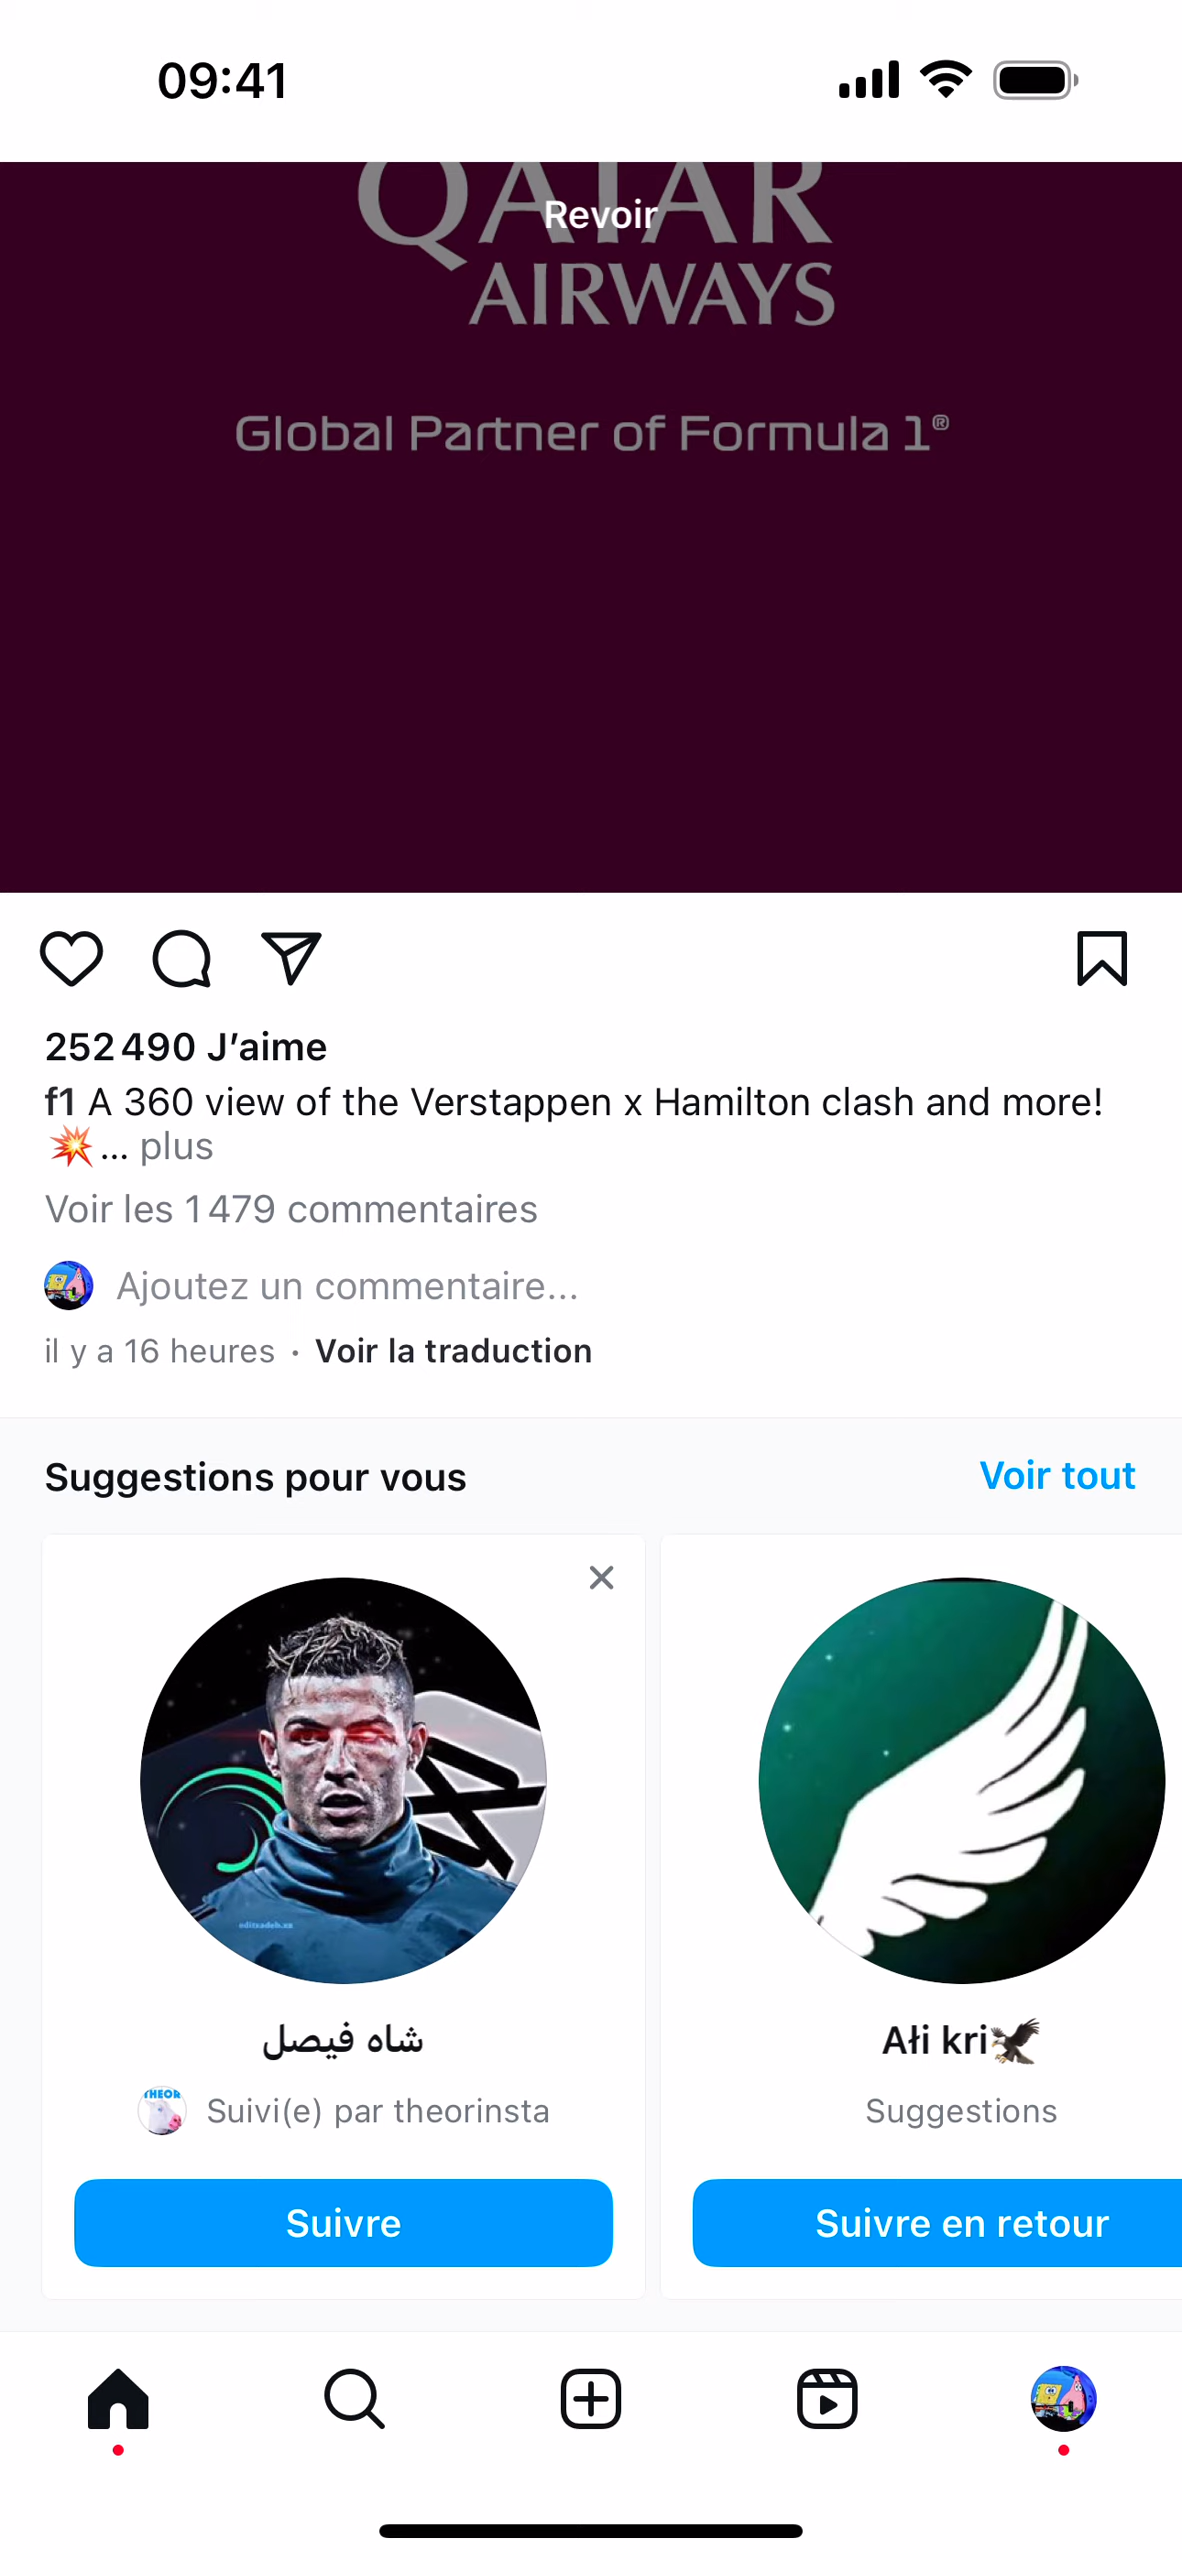 09:41
QATAR
Revoir
AIRWAYS
Global Partner of Formula 1®
252 490 J’aime
f1 A 360 view of the Verstappen x Hamilton clash and more!
💥... plus
Voir les 1 479 commentaires
Ajoutez un commentaire...
il y a 16 heures · Voir la traduction
Suggestions pour vous
Voir tout
شاه فيصل
Ałi kri🦅
THEOR
Suivi(e) par theorinsta
Suggestions
Suivre
Suivre en retour